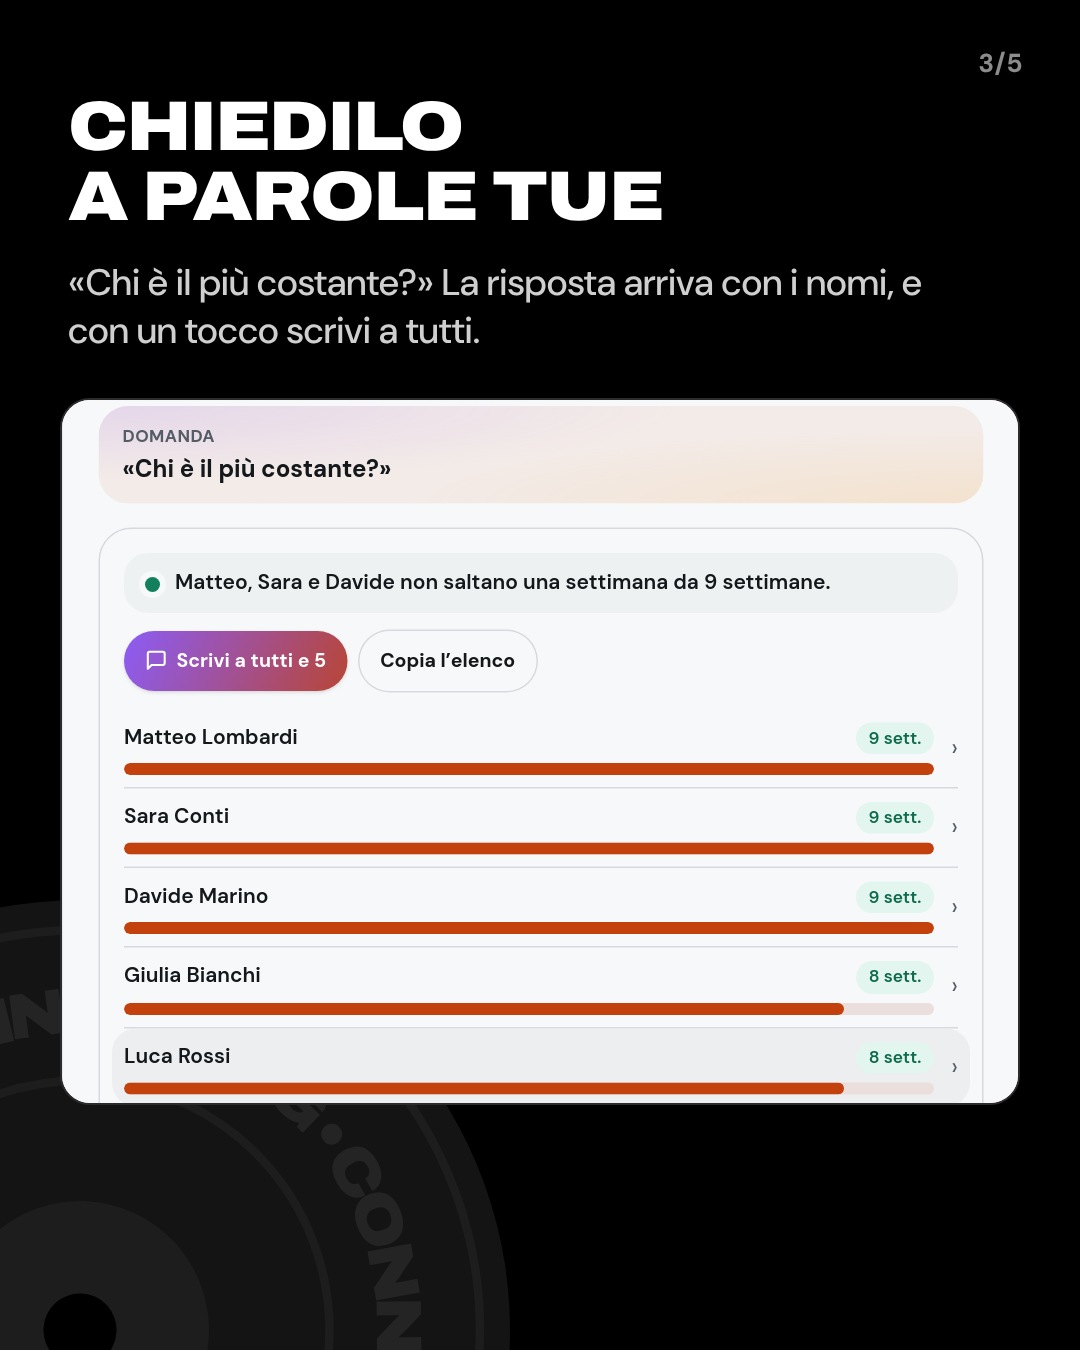 3/5
CHIEDILO
A PAROLE TUE
«Chi è il più costante?» La risposta arriva con i nomi, e
con un tocco scrivi a tutti.
DOMANDA
«Chi è il più costante?»
Matteo, Sara e Davide non saltano una settimana da 9 settimane.
Scrivi a tutti e 5
Copia l’elenco
Matteo Lombardi
9 sett.
Sara Conti
9 sett.
Davide Marino
9 sett.
Giulia Bianchi
8 sett.
Luca Rossi
8 sett.